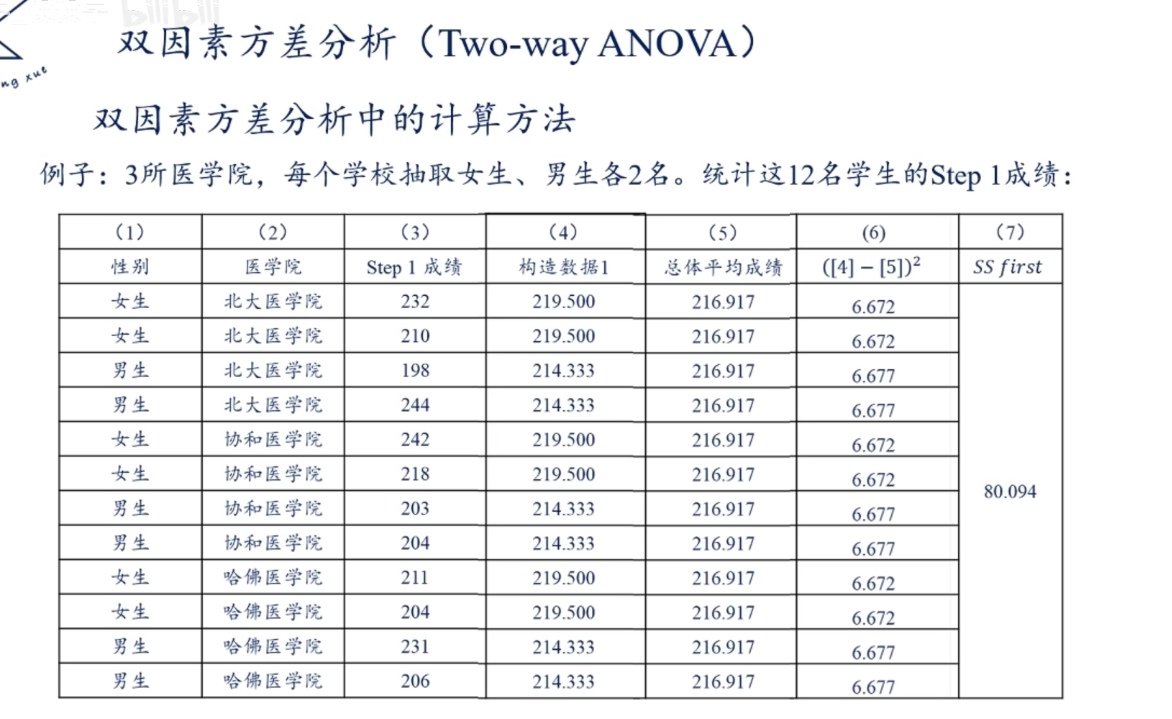 bilibili
ng xue
双因素方差分析（Two-way ANOVA）
双因素方差分析中的计算方法
例子：3所医学院，每个学校抽取女生、男生各2名。统计这12名学生的Step 1成绩：
（1） （2） （3） （4） （5） (6) （7）
性别 医学院 Step 1 成绩 构造数据1 总体平均成绩 ([4] − [5])² SS first
女生 北大医学院 232 219.500 216.917 6.672
女生 北大医学院 210 219.500 216.917 6.672
男生 北大医学院 198 214.333 216.917 6.677
男生 北大医学院 244 214.333 216.917 6.677
女生 协和医学院 242 219.500 216.917 6.672
女生 协和医学院 218 219.500 216.917 6.672
80.094
男生 协和医学院 203 214.333 216.917 6.677
男生 协和医学院 204 214.333 216.917 6.677
女生 哈佛医学院 211 219.500 216.917 6.672
女生 哈佛医学院 204 219.500 216.917 6.672
男生 哈佛医学院 231 214.333 216.917 6.677
男生 哈佛医学院 206 214.333 216.917 6.677